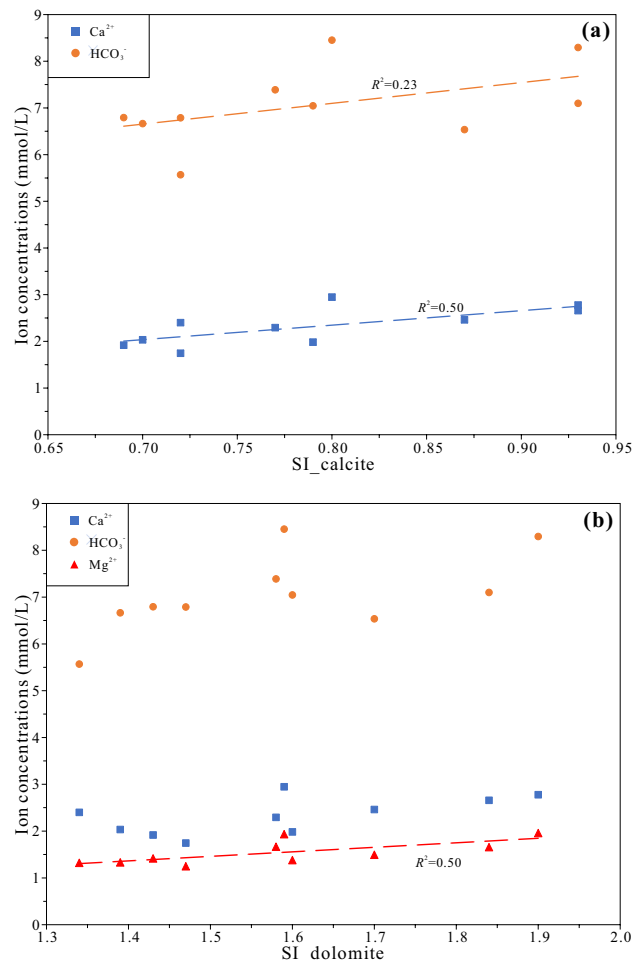 (a)
Ca²⁺
HCO₃⁻
R²=0.23
R²=0.50
Ion concentrations (mmol/L)
9
8
7
6
5
4
3
2
1
0
0.65
0.70
0.75
0.80
0.85
0.90
0.95
SI_calcite
(b)
Ca²⁺
HCO₃⁻
Mg²⁺
R²=0.50
Ion concentrations (mmol/L)
9
8
7
6
5
4
3
2
1
0
1.3
1.4
1.5
1.6
1.7
1.8
1.9
2.0
SI_dolomite